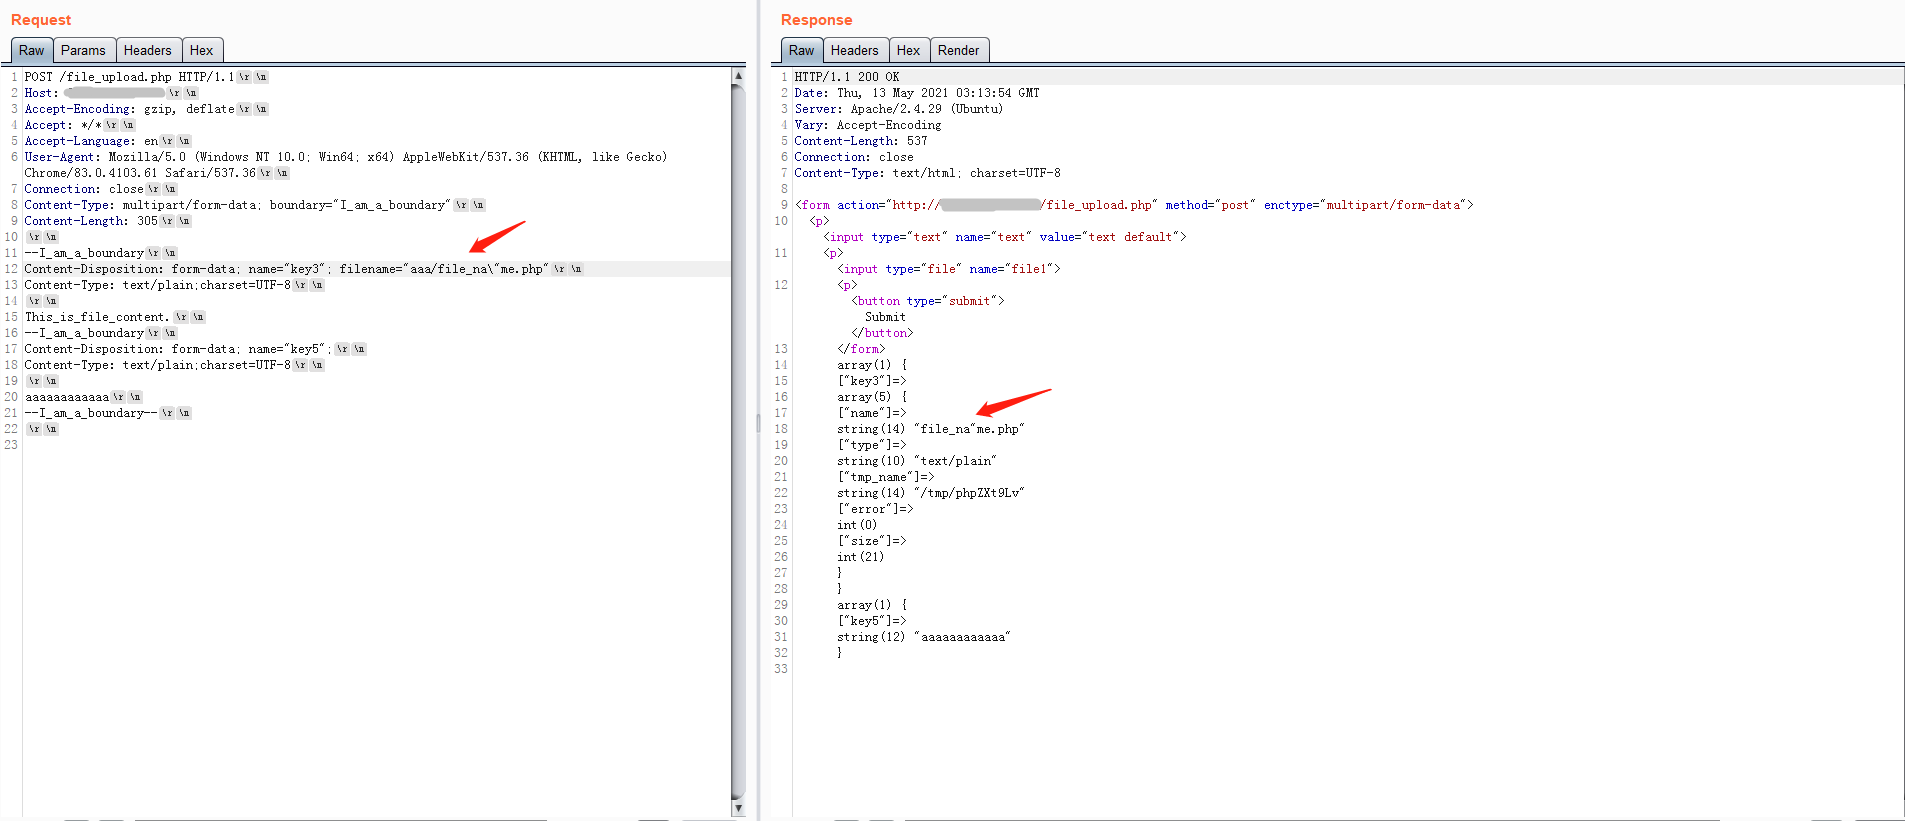 Request
Raw Params Headers Hex
1 POST /file_upload.php HTTP/1.1 \r \n
2 Host: \r \n
3 Accept-Encoding: gzip, deflate \r \n
4 Accept: */* \r \n
5 Accept-Language: en \r \n
6 User-Agent: Mozilla/5.0 (Windows NT 10.0; Win64; x64) AppleWebKit/537.36 (KHTML, like Gecko)
Chrome/83.0.4103.61 Safari/537.36 \r \n
7 Connection: close \r \n
8 Content-Type: multipart/form-data; boundary="I_am_a_boundary" \r \n
9 Content-Length: 305 \r \n
10 \r \n
11 --I_am_a_boundary \r \n
12 Content-Disposition: form-data; name="key3"; filename="aaa/file_na\"me.php" \r \n
13 Content-Type: text/plain;charset=UTF-8 \r \n
14 \r \n
15 This_is_file_content. \r \n
16 --I_am_a_boundary \r \n
17 Content-Disposition: form-data; name="key5"; \r \n
18 Content-Type: text/plain;charset=UTF-8 \r \n
19 \r \n
20 aaaaaaaaaaaa \r \n
21 --I_am_a_boundary-- \r \n
22 \r \n
23
Response
Raw Headers Hex Render
1 HTTP/1.1 200 OK
2 Date: Thu, 13 May 2021 03:13:54 GMT
3 Server: Apache/2.4.29 (Ubuntu)
4 Vary: Accept-Encoding
5 Content-Length: 537
6 Connection: close
7 Content-Type: text/html; charset=UTF-8
8
9 <form action="http:///file_upload.php" method="post" enctype="multipart/form-data">
10 <p>
<input type="text" name="text" value="text default">
11 <p>
<input type="file" name="file1">
12 <p>
<button type="submit">
Submit
</button>
13 </form>
14 array(1) {
15 ["key3"]=>
16 array(5) {
17 ["name"]=>
18 string(14) "file_na"me.php"
19 ["type"]=>
20 string(10) "text/plain"
21 ["tmp_name"]=>
22 string(14) "/tmp/phpZXt9Lv"
23 ["error"]=>
24 int(0)
25 ["size"]=>
26 int(21)
27 }
28 }
29 array(1) {
30 ["key5"]=>
31 string(12) "aaaaaaaaaaaa"
32 }
33